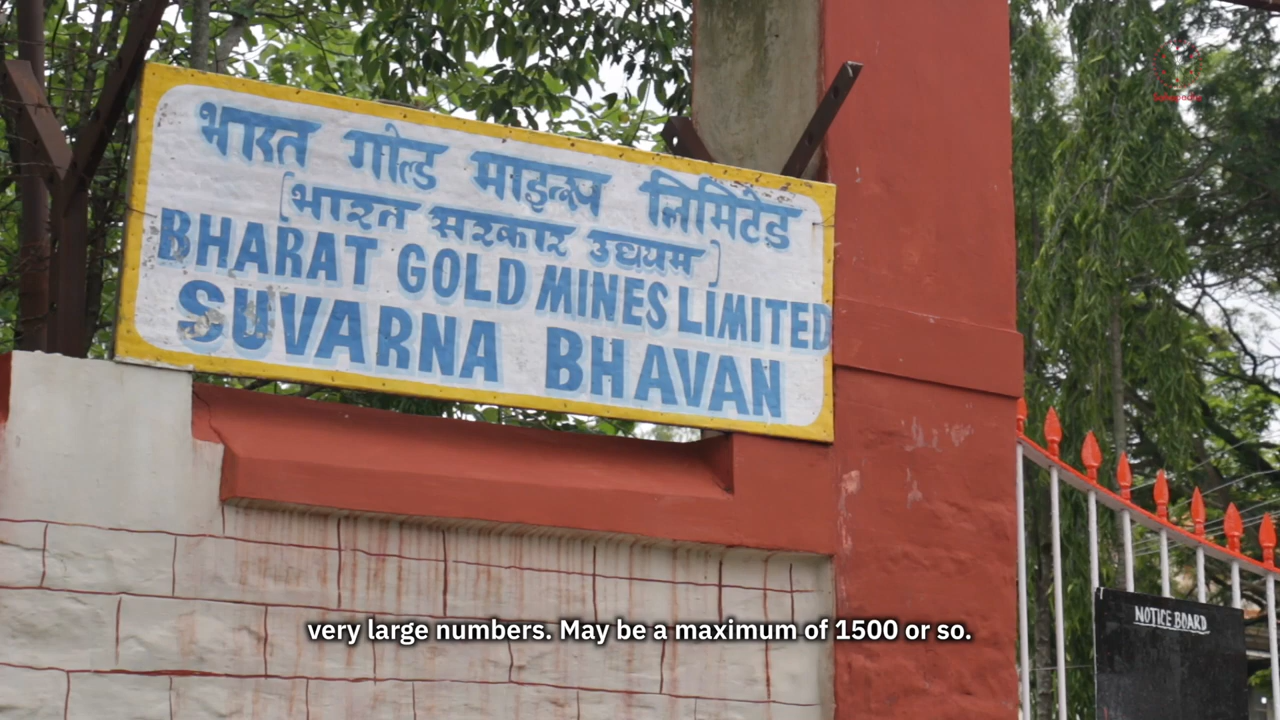 भारत गोल्ड माइन्स लिमिटेड
(भारत सरकार उद्ययम)
BHARAT GOLD MINES LIMITED
SUVARNA BHAVAN
NOTICE BOARD
very large numbers. May be a maximum of 1500 or so.